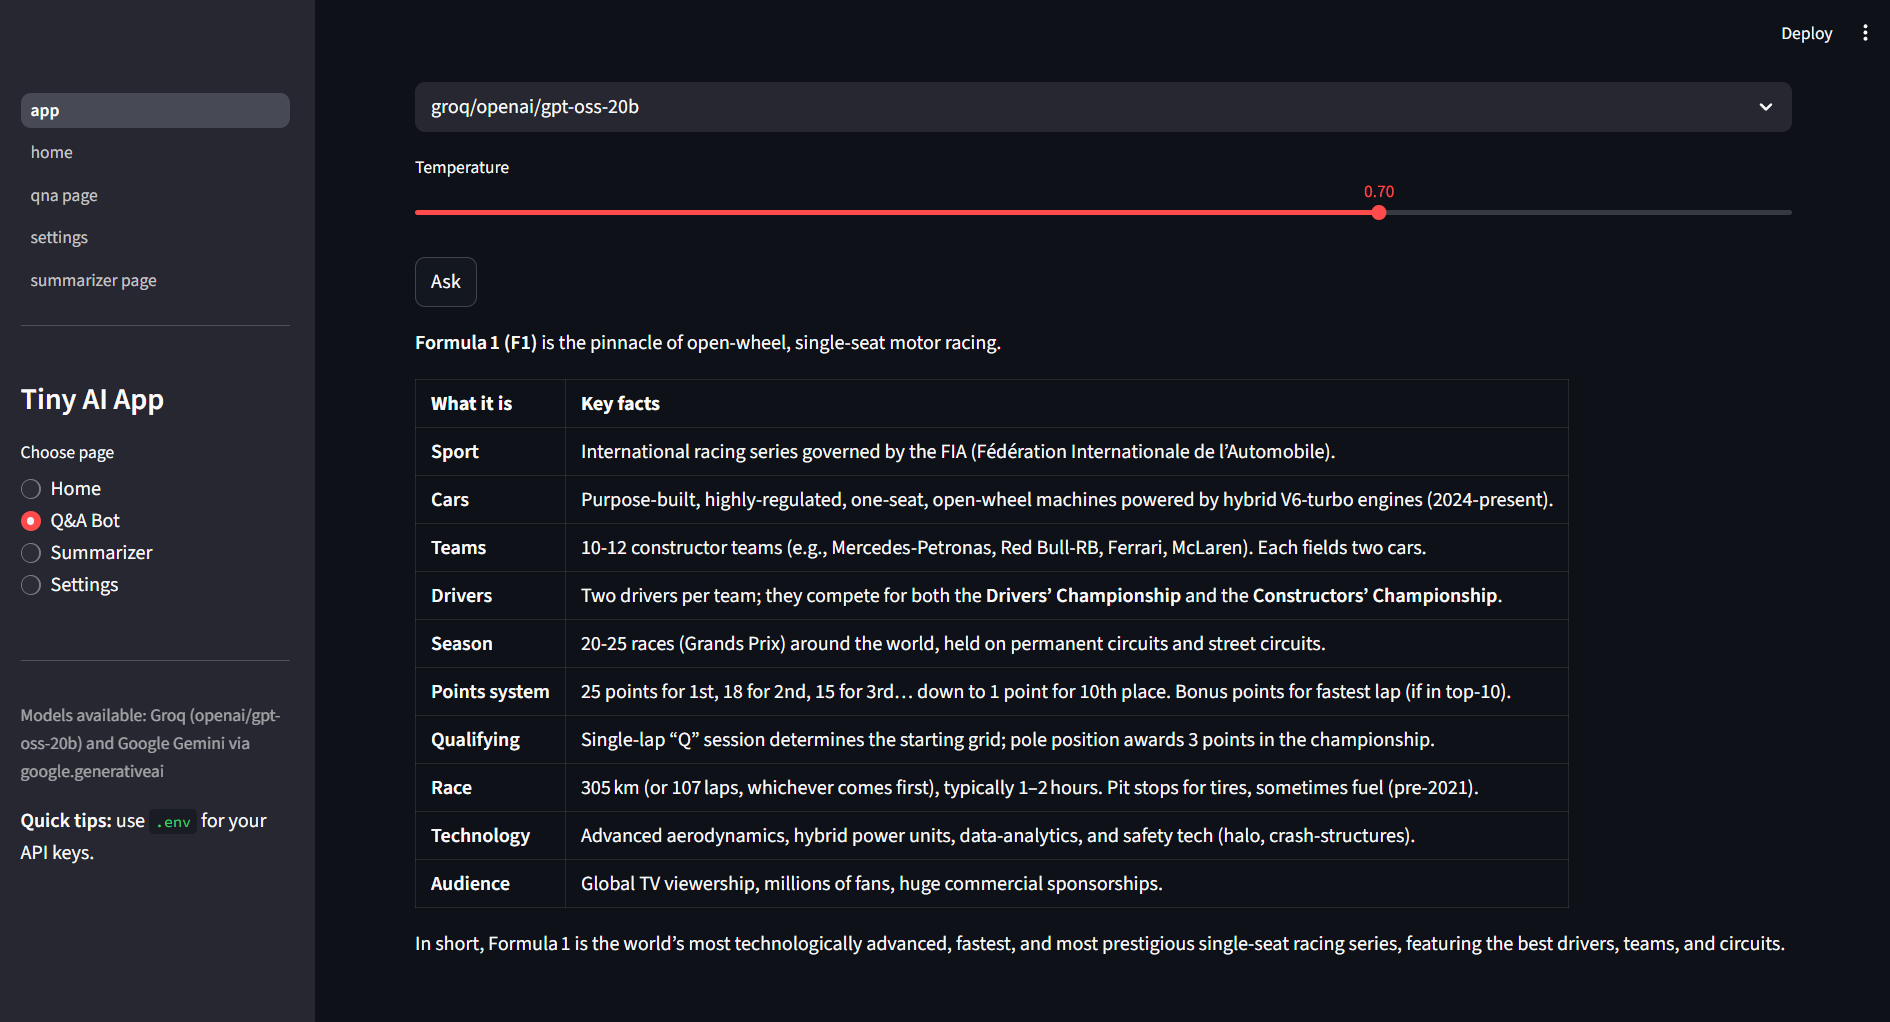 app
home
qna page
settings
summarizer page
Tiny AI App
Choose page
Home
Q&A Bot
Summarizer
Settings
Models available: Groq (openai/gpt-
oss-20b) and Google Gemini via
google.generativeai
Quick tips: use .env for your
API keys.
Deploy
groq/openai/gpt-oss-20b
Temperature
0.70
Ask
Formula 1 (F1) is the pinnacle of open-wheel, single-seat motor racing.
What it is Key facts
Sport International racing series governed by the FIA (Fédération Internationale de l’Automobile).
Cars Purpose-built, highly-regulated, one-seat, open-wheel machines powered by hybrid V6-turbo engines (2024-present).
Teams 10-12 constructor teams (e.g., Mercedes-Petronas, Red Bull-RB, Ferrari, McLaren). Each fields two cars.
Drivers Two drivers per team; they compete for both the Drivers’ Championship and the Constructors’ Championship.
Season 20-25 races (Grands Prix) around the world, held on permanent circuits and street circuits.
Points system 25 points for 1st, 18 for 2nd, 15 for 3rd… down to 1 point for 10th place. Bonus points for fastest lap (if in top-10).
Qualifying Single-lap “Q” session determines the starting grid; pole position awards 3 points in the championship.
Race 305 km (or 107 laps, whichever comes first), typically 1–2 hours. Pit stops for tires, sometimes fuel (pre-2021).
Technology Advanced aerodynamics, hybrid power units, data-analytics, and safety tech (halo, crash-structures).
Audience Global TV viewership, millions of fans, huge commercial sponsorships.
In short, Formula 1 is the world’s most technologically advanced, fastest, and most prestigious single-seat racing series, featuring the best drivers, teams, and circuits.